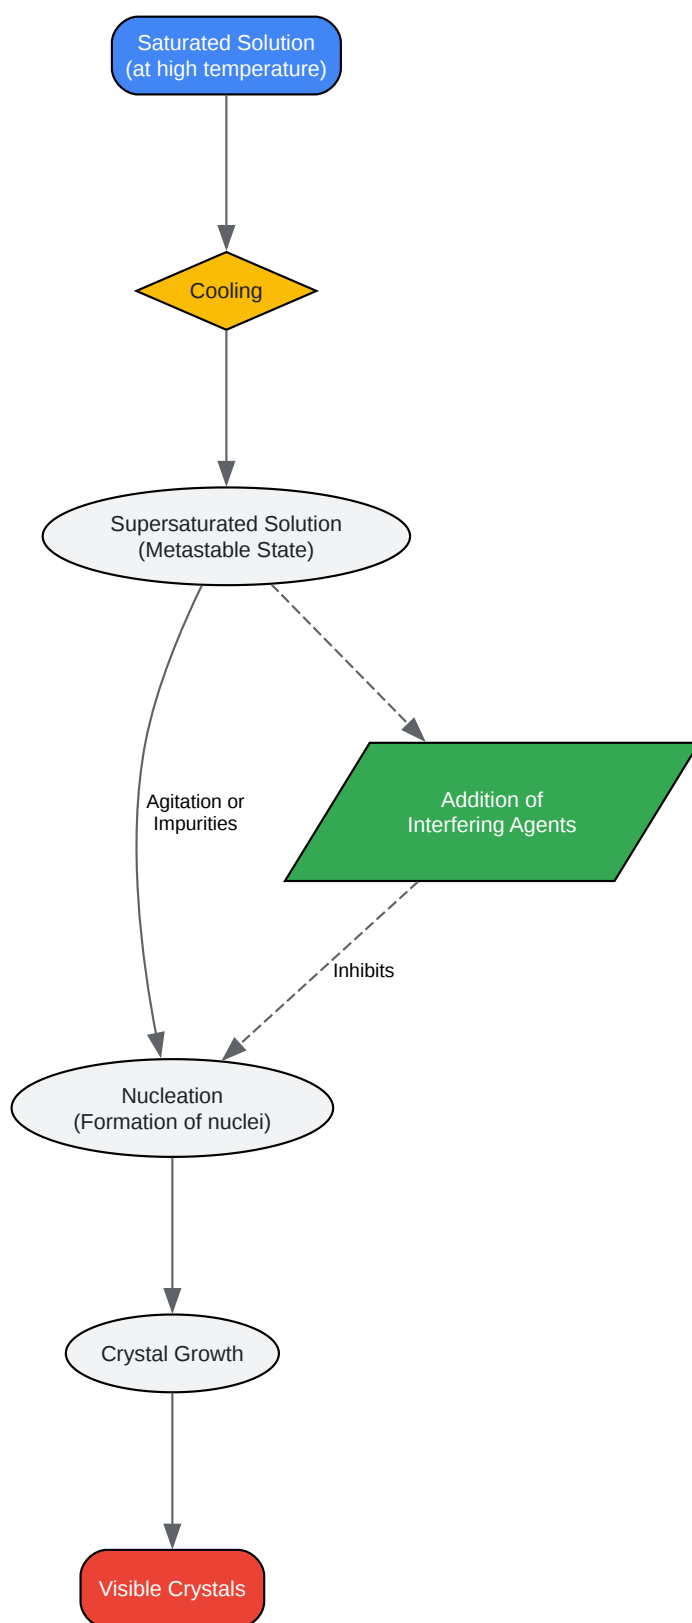 Saturated Solution
(at high temperature)
Cooling
Supersaturated Solution
(Metastable State)
Agitation or
Impurities
Addition of
Interfering Agents
Inhibits
Nucleation
(Formation of nuclei)
Crystal Growth
Visible Crystals